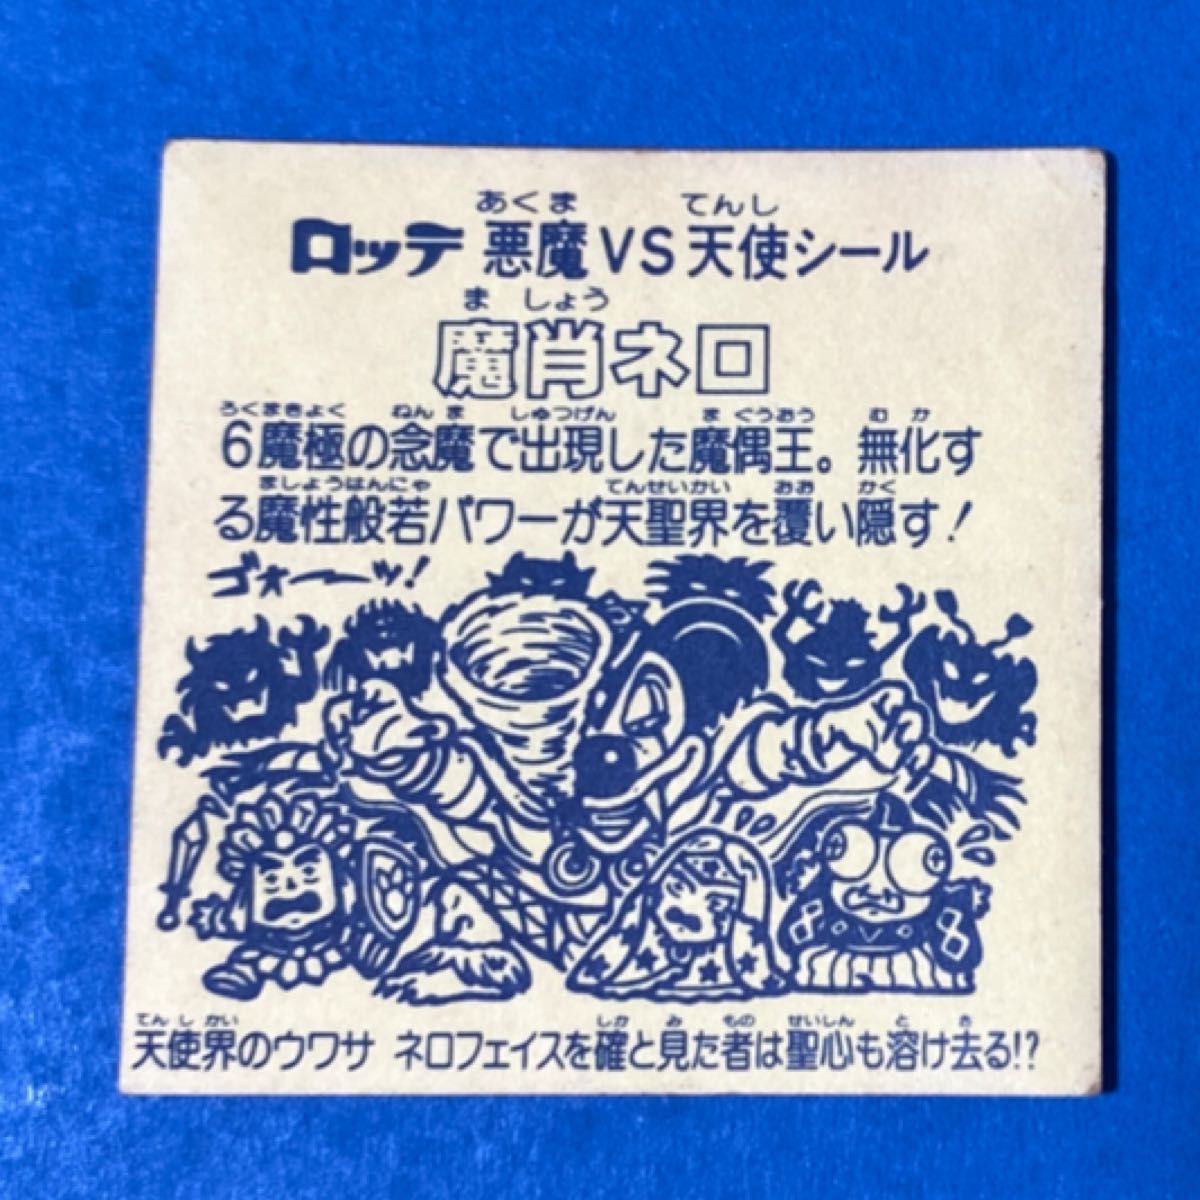 あくま てんし
ロッテ 悪魔VS天使シール
ま しょう
魔肖ネロ
ろくまきょく ねん ま しゅつげん ま ぐうおう む か
6魔極の念魔で出現した魔偶王。無化す
ましょうはんにゃ てんせいかい おお かく
る魔性般若パワーが天聖界を覆い隠す!
ゴォーーッ!
てん し かい しか み もの せいしん と さ
天使界のウワサ ネロフェイスを確と見た者は聖心も溶け去る!?